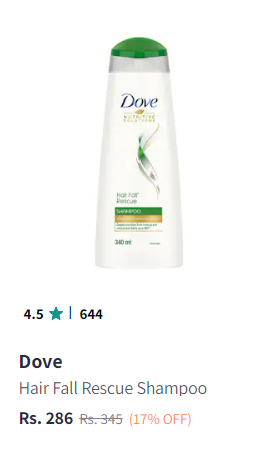 Dove
NUTRITIVE
SOLUTIONS
Hair Fall
Rescue
SHAMPOO
340 ml
4.5 ★ | 644
Dove
Hair Fall Rescue Shampoo
Rs. 286 Rs. 345 (17% OFF)